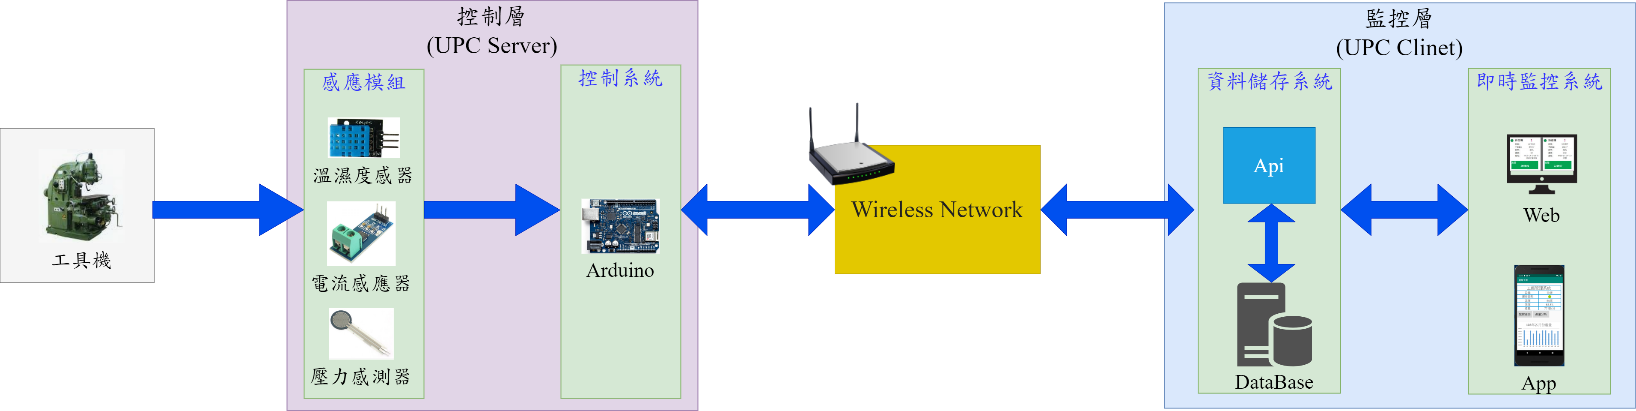 工具機
控制層
(UPC Server)
感應模組
溫濕度感器
電流感應器
壓力感測器
控制系統
Arduino
Wireless Network
監控層
(UPC Clinet)
資料儲存系統
Api
DataBase
即時監控系統
Web
App